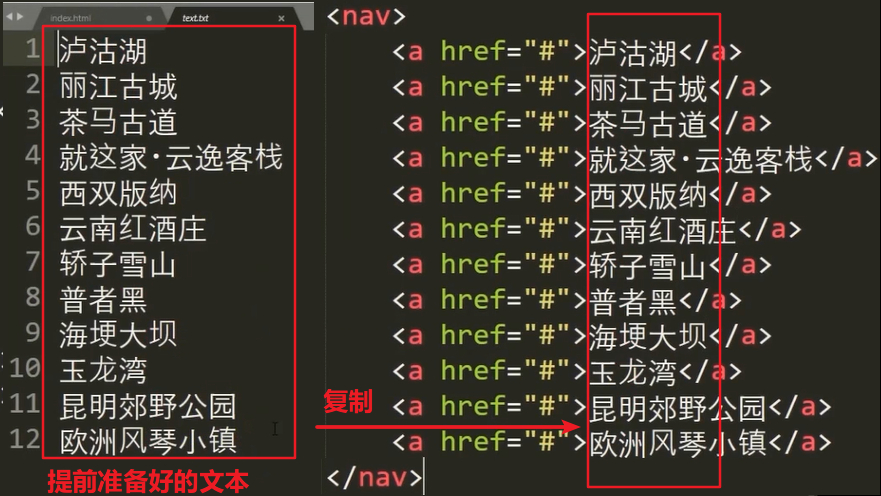 index.html
text.txt
1 泸沽湖
2 丽江古城
3 茶马古道
4 就这家·云逸客栈
5 西双版纳
6 云南红酒庄
7 轿子雪山
8 普者黑
9 海埂大坝
10 玉龙湾
11 昆明郊野公园
12 欧洲风琴小镇
提前准备好的文本
复制
<nav>
<a href="#">泸沽湖</a>
<a href="#">丽江古城</a>
<a href="#">茶马古道</a>
<a href="#">就这家·云逸客栈</a>
<a href="#">西双版纳</a>
<a href="#">云南红酒庄</a>
<a href="#">轿子雪山</a>
<a href="#">普者黑</a>
<a href="#">海埂大坝</a>
<a href="#">玉龙湾</a>
<a href="#">昆明郊野公园</a>
<a href="#">欧洲风琴小镇</a>
</nav>